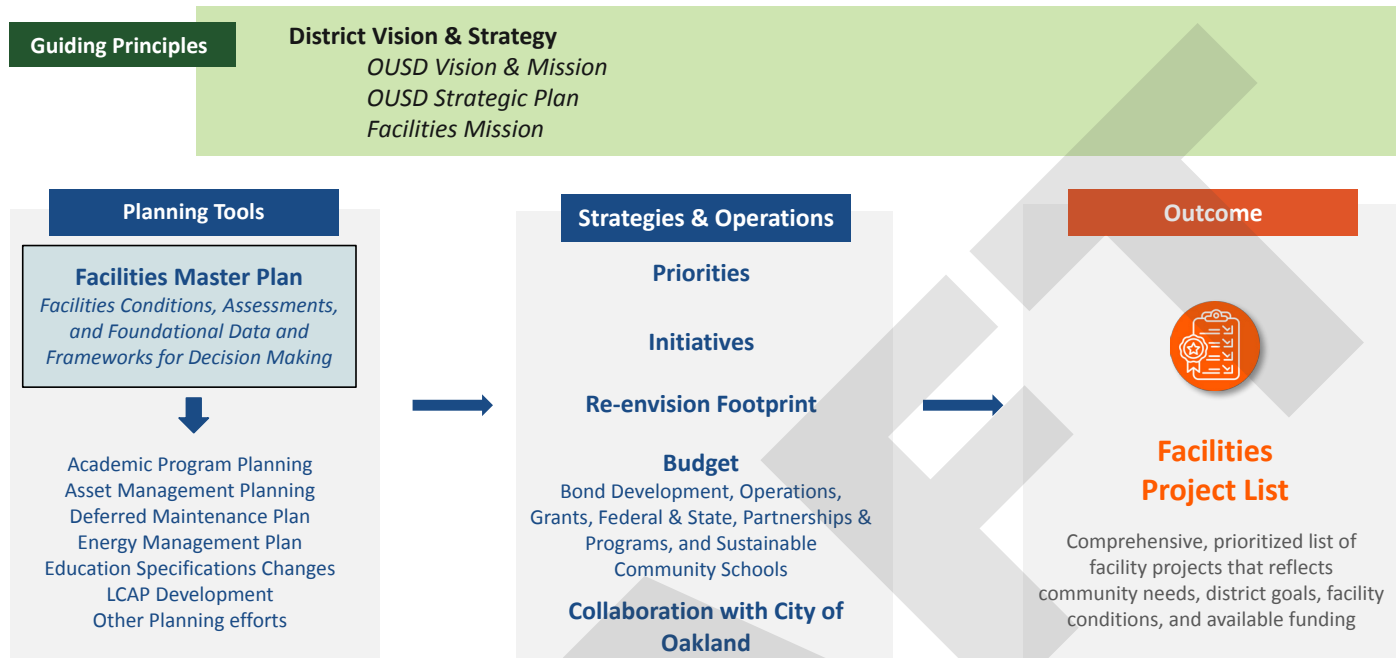 Guiding Principles
District Vision & Strategy
OUSD Vision & Mission
OUSD Strategic Plan
Facilities Mission
Planning Tools
Facilities Master Plan
Facilities Conditions, Assessments,
and Foundational Data and
Frameworks for Decision Making
Academic Program Planning
Asset Management Planning
Deferred Maintenance Plan
Energy Management Plan
Education Specifications Changes
LCAP Development
Other Planning efforts
Strategies & Operations
Priorities
Initiatives
Re-envision Footprint
Budget
Bond Development, Operations,
Grants, Federal & State, Partnerships &
Programs, and Sustainable
Community Schools
Collaboration with City of
Oakland
Outcome
Facilities
Project List
Comprehensive, prioritized list of
facility projects that reflects
community needs, district goals, facility
conditions, and available funding